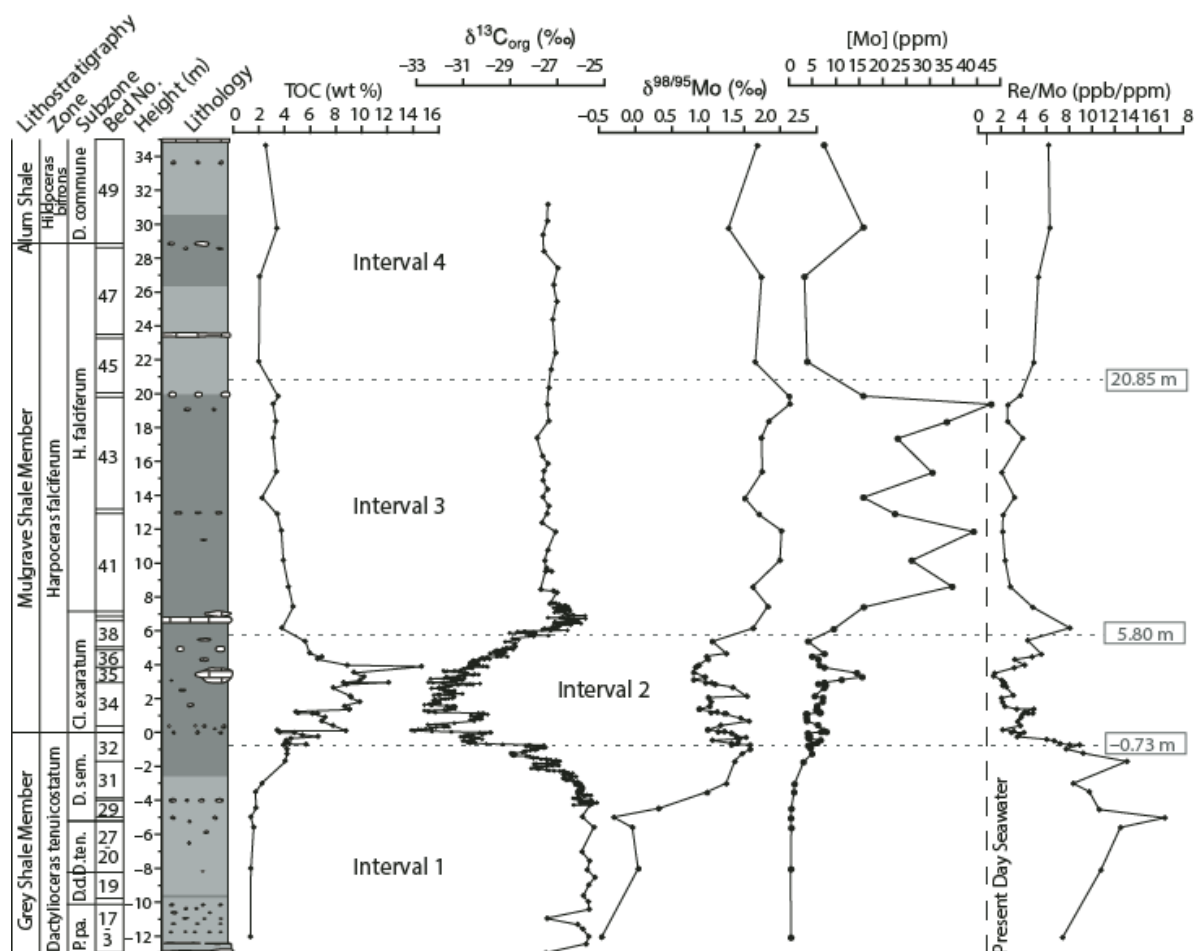 δ13Corg (‰)
−33 −31 −29 −27 −25
[Mo] (ppm)
0 5 10 15 20 25 30 35 40 45
Lithostratigraphy
Zone
Subzone
Bed No.
Height (m)
Lithology
TOC (wt %)
0 2 4 6 8 10 12 14 16
δ98/95Mo (‰)
−0.5 0.0 0.5 1.0 1.5 2.0 2.5
Re/Mo (ppb/ppm)
0 2 4 6 8 10 12 14 16 1 8
Alum Shale
Mulgrave Shale Member
Grey Shale Member
Hildoceras bifrons
Harpoceras falciferum
Dactylioceras tenuicostatum
D. commune
H. falciferum
Cl. exaratum
D. sem.
D.ten.
D.d.
P.pa.
49
47
45
43
41
38
36
35
34
32
31
29
27
20
19
17
3
34
32
30
28
26
24
22
20
18
16
14
12
10
8
6
4
2
0
−2
−4
−6
−8
−10
−12
Interval 4
20.85 m
Interval 3
5.80 m
Interval 2
−0.73 m
Interval 1
Present Day Seawater